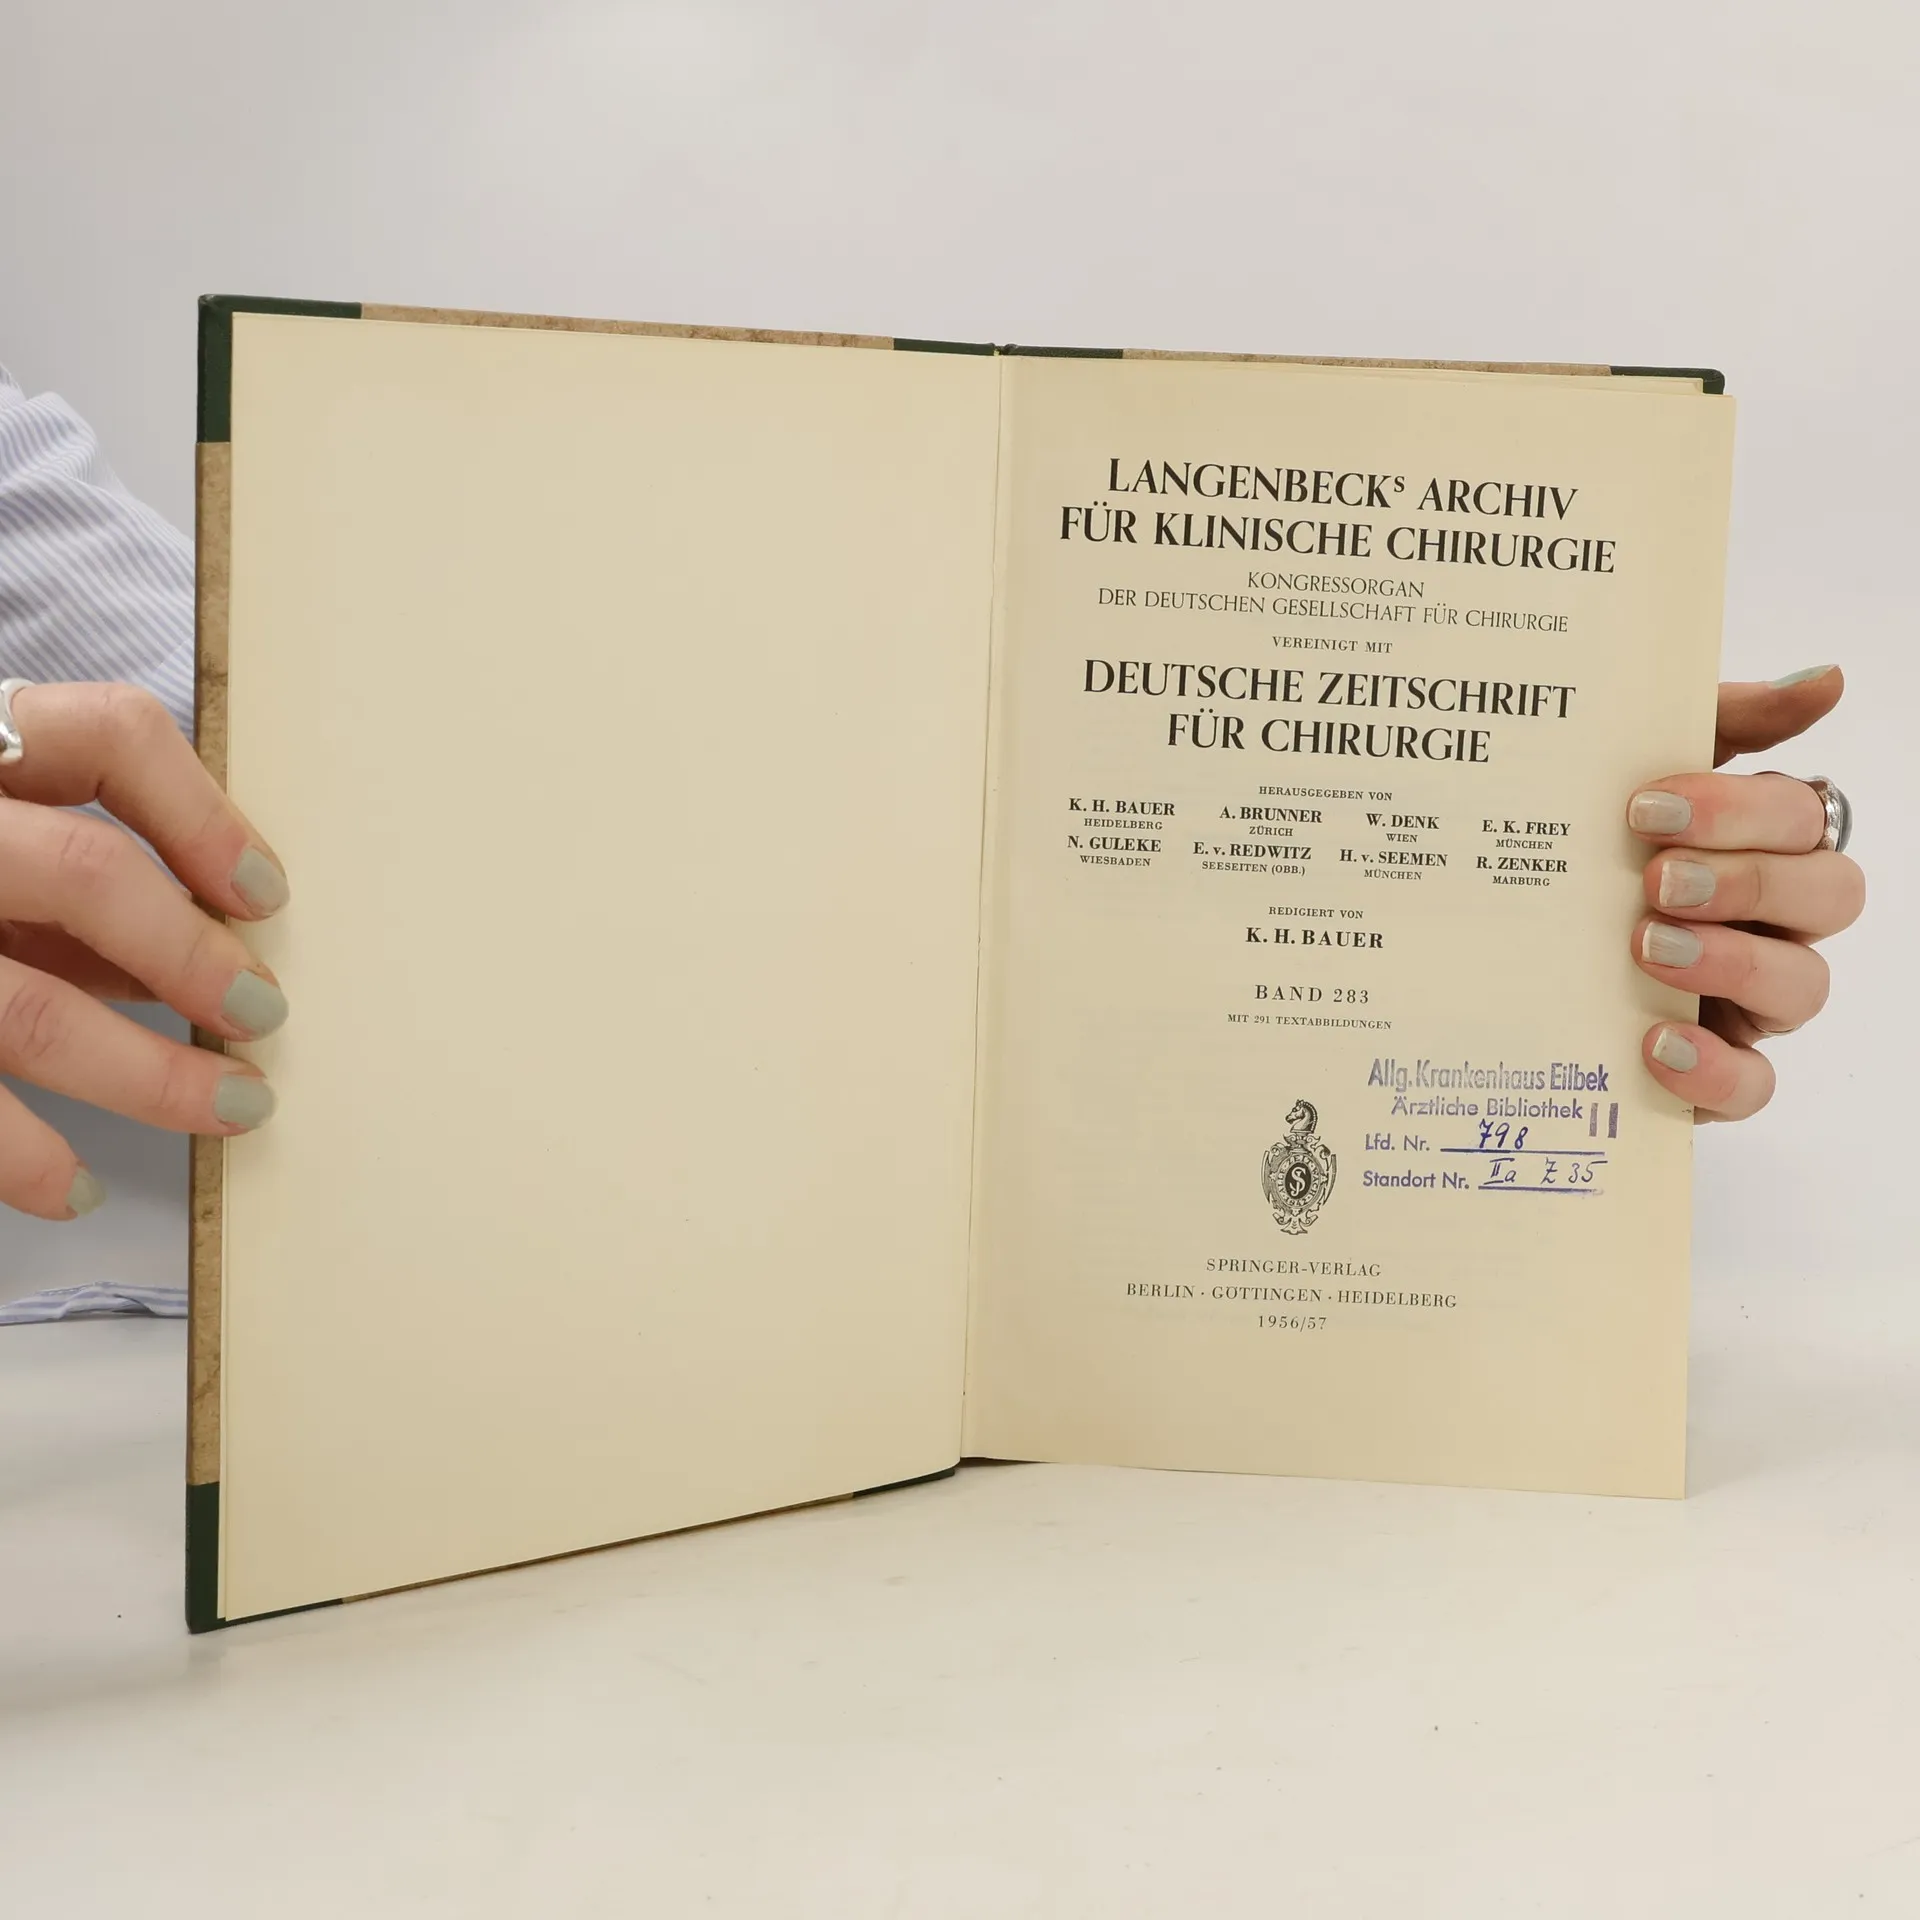 LANGENBECKS ARCHIV
FÜR KLINISCHE CHIRURGIE
KONGRESSORGAN
DER DEUTSCHEN GESELLSCHAFT FÜR CHIRURGIE
VEREINIGT MIT
DEUTSCHE ZEITSCHRIFT
FÜR CHIRURGIE
HERAUSGEGEBEN VON
K. H. BAUER A. BRUNNER W. DENK E. K. FREY
HEIDELBERG ZÜRICH WIEN MÜNCHEN
N. GULEKE E. v. REDWITZ H. v. SEEMEN R. ZENKER
WIESBADEN SEESEITEN (OBB.) MÜNCHEN MARBURG
REDIGIERT VON
K. H. BAUER
BAND 283
MIT 291 TEXTABBILDUNGEN
Allg. Krankenhaus Eilbek
Ärztliche Bibliothek II
Lfd. Nr. 798
Standort Nr. IIa Z 35
SPRINGER-VERLAG
BERLIN · GÖTTINGEN · HEIDELBERG
1956/57